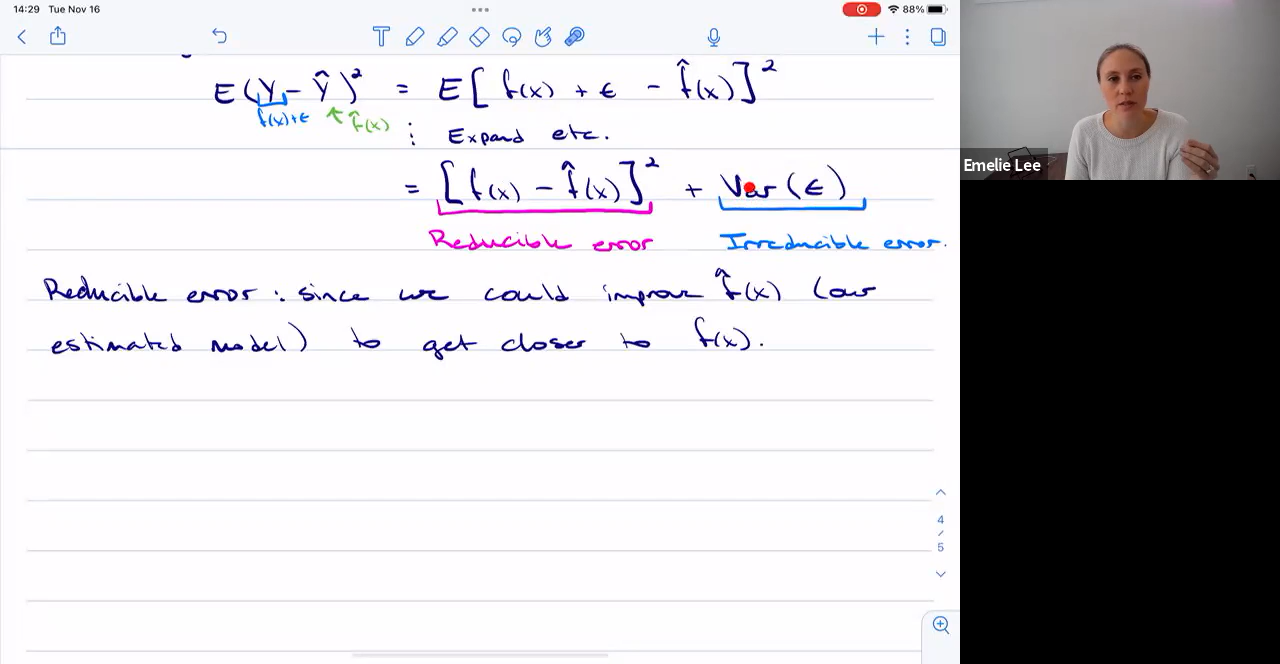 14:29 Tue Nov 16
88%
E(Y - Ŷ)² = E[f(x) + ε - f̂(x)]²
f(x)+ε f̂(x)
⋮ Expand etc.
= [f(x) - f̂(x)]² + Var(ε)
Emelie Lee
Reducible error Irreducible error.
Reducible error : since we could improve f̂(x) (our
estimated model) to get closer to f(x).
4
/
5